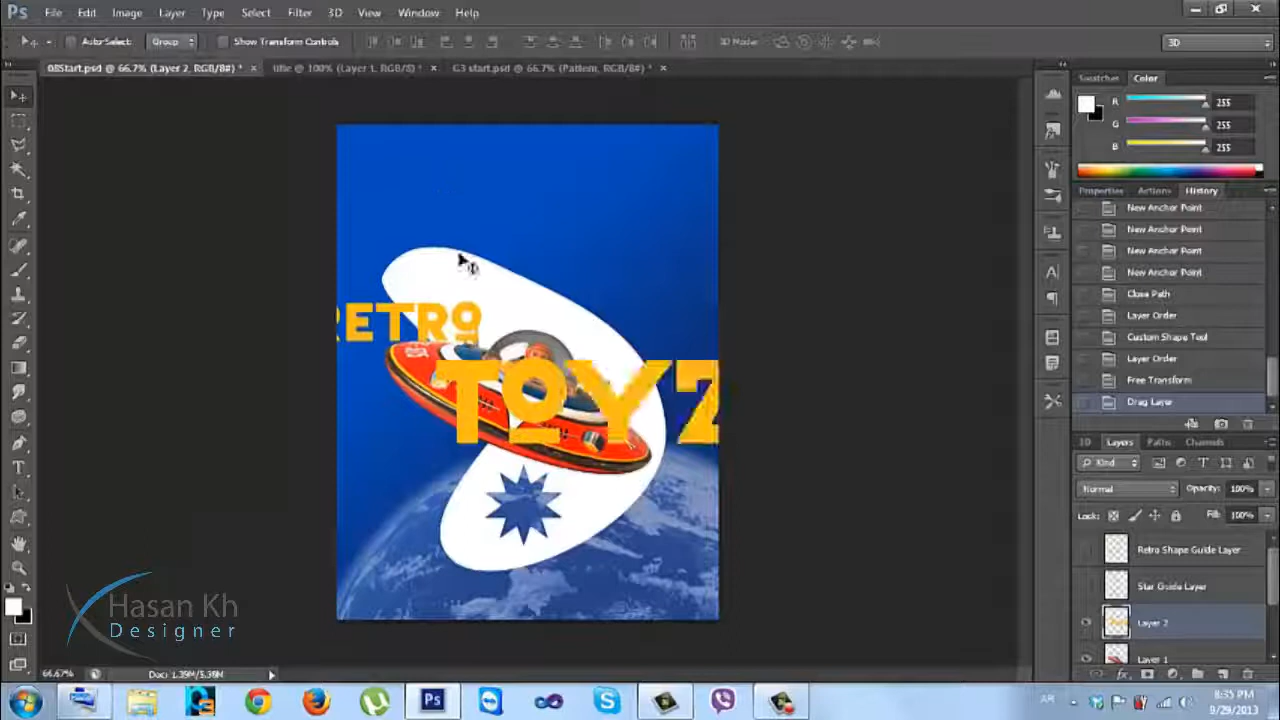 Ps File Edit Image Layer Type Select Filter 3D View Window Help
Auto-Select: Group Show Transform Controls 3D Mode: 3D
08Start.psd @ 66.7% (Layer 2, RGB/8#) * × title @ 100% (Layer 1, RGB/8) * × 03 start.psd @ 66.7% (Pattern, RGB/8#) * ×
Swatches Color
R 255
G 255
B 255
Properties Actions History
New Anchor Point
New Anchor Point
New Anchor Point
New Anchor Point
Close Path
Layer Order
Custom Shape Tool
Layer Order
Free Transform
Drag Layer
RETRO
TOYZ
3D Layers Paths Channels
Kind
Normal Opacity: 100%
Lock: Fill: 100%
Retro Shape Guide Layer
Star Guide Layer
Layer 2
Layer 1
Hasan Kh
Designer
66.67% Doc: 1.39M/5.39M
AR 8:35 PM
9/29/2013